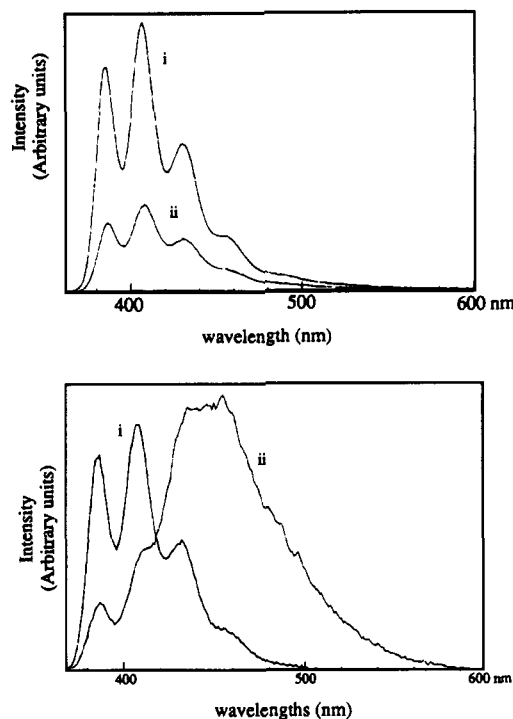 Intensity
(Arbitrary units)
i
ii
400
500
600 nm
wavelength (nm)
Intensity
(Arbitrary units)
i
ii
400
500
600 nm
wavelengths (nm)